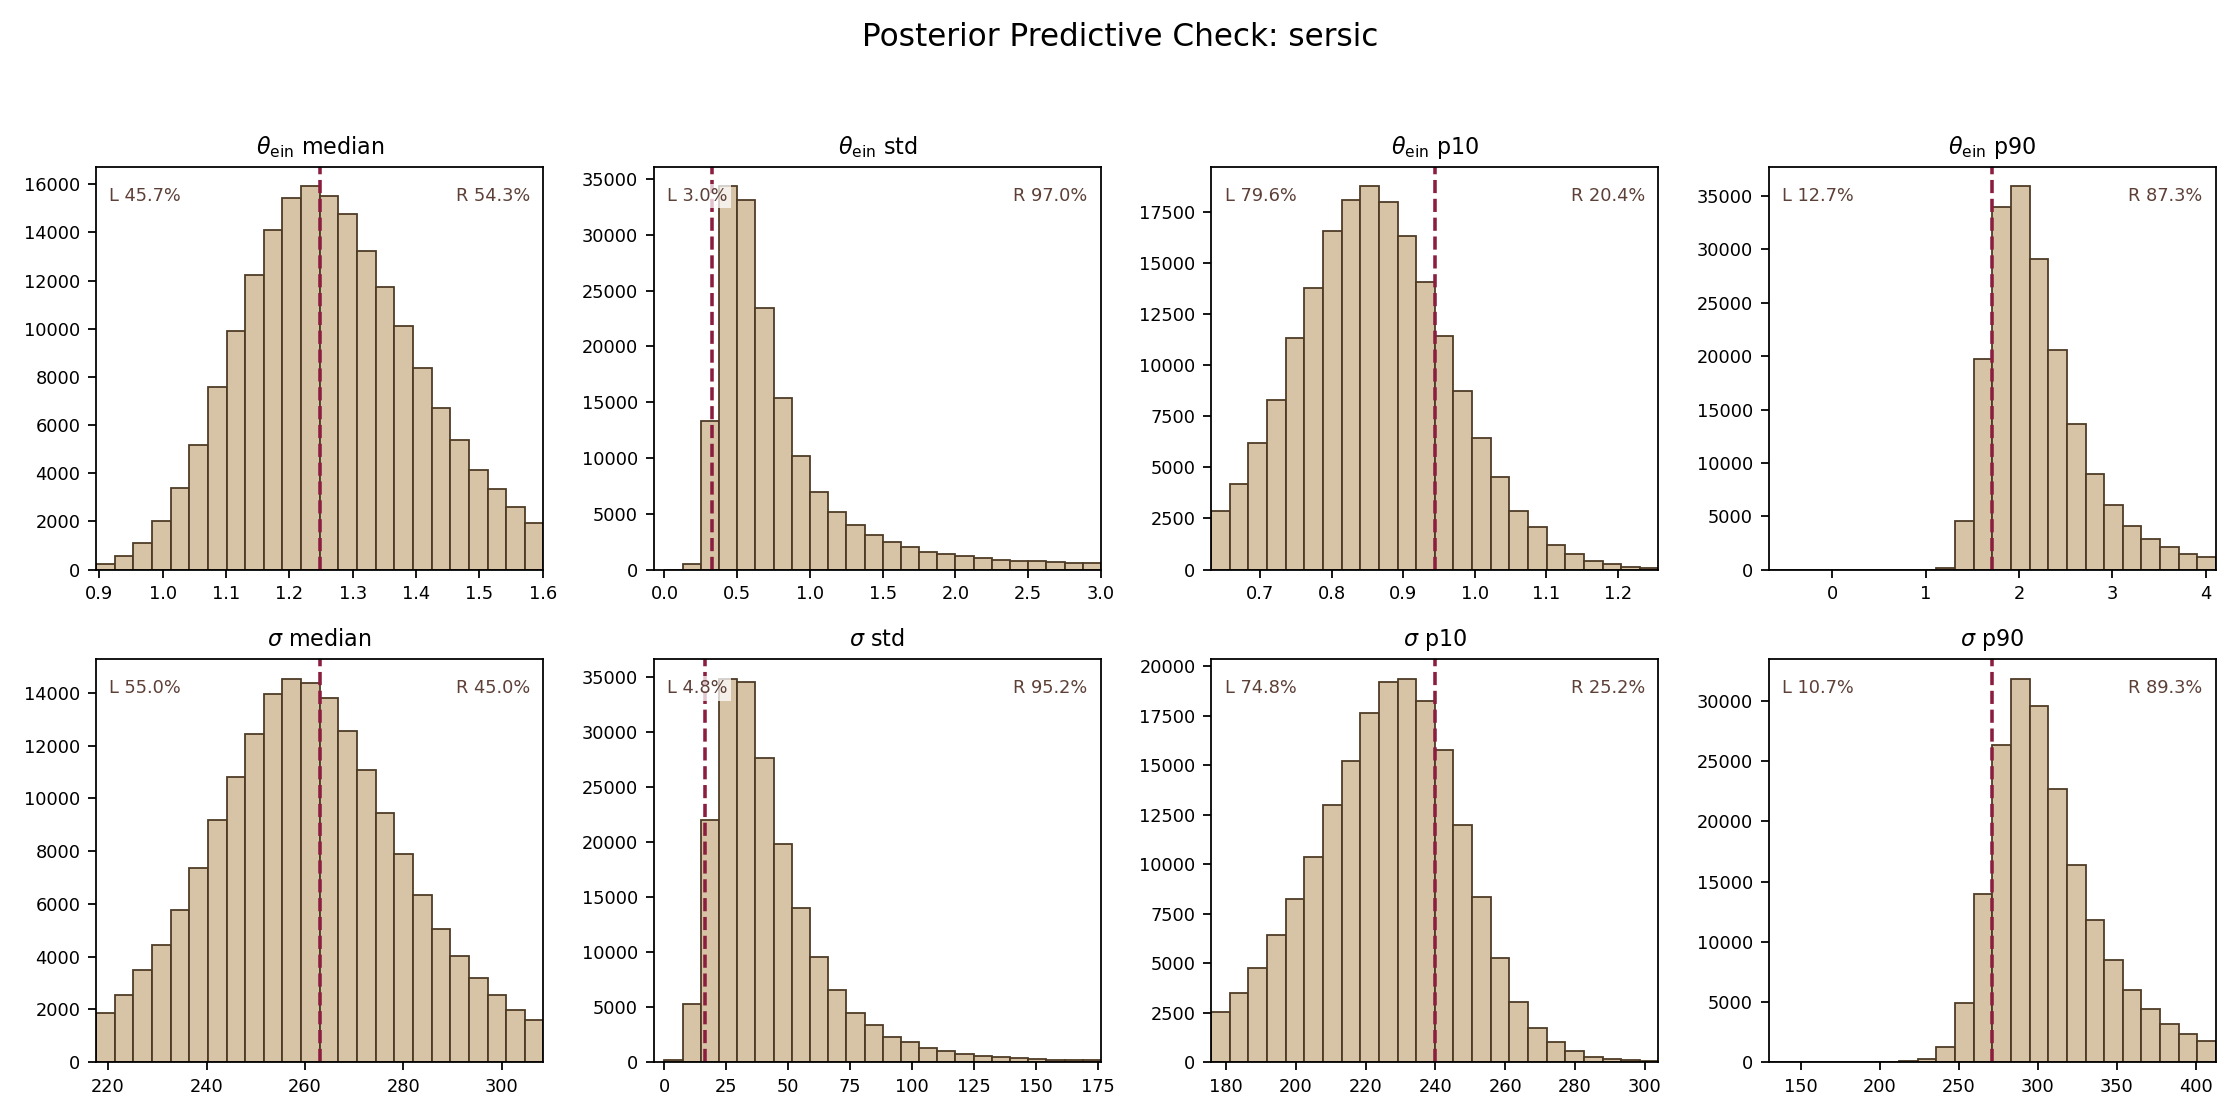 Posterior Predictive Check: sersic
θein median
16000
14000
12000
10000
8000
6000
4000
2000
0
L 45.7%
R 54.3%
0.9 1.0 1.1 1.2 1.3 1.4 1.5 1.6
θein std
35000
30000
25000
20000
15000
10000
5000
0
L 3.0%
R 97.0%
0.0 0.5 1.0 1.5 2.0 2.5 3.0
θein p10
17500
15000
12500
10000
7500
5000
2500
0
L 79.6%
R 20.4%
0.7 0.8 0.9 1.0 1.1 1.2
θein p90
35000
30000
25000
20000
15000
10000
5000
0
L 12.7%
R 87.3%
0 1 2 3 4
σ median
14000
12000
10000
8000
6000
4000
2000
0
L 55.0%
R 45.0%
220 240 260 280 300
σ std
35000
30000
25000
20000
15000
10000
5000
0
L 4.8%
R 95.2%
0 25 50 75 100 125 150 175
σ p10
20000
17500
15000
12500
10000
7500
5000
2500
0
L 74.8%
R 25.2%
180 200 220 240 260 280 300
σ p90
30000
25000
20000
15000
10000
5000
0
L 10.7%
R 89.3%
150 200 250 300 350 400